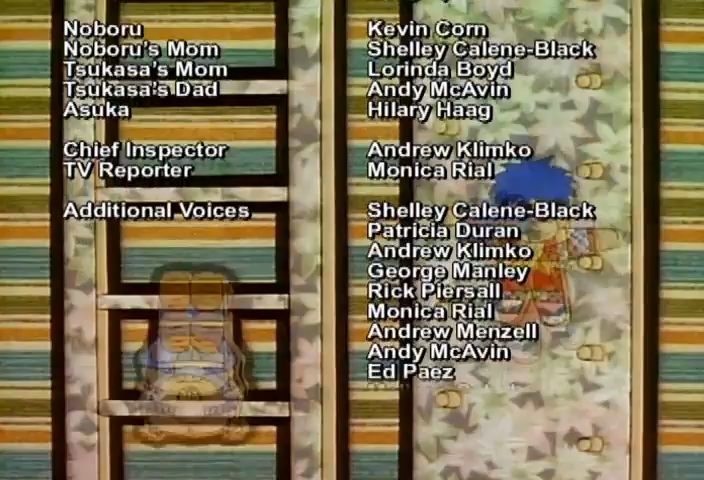 Noboru Kevin Corn
Noboru's Mom Shelley Calene-Black
Tsukasa's Mom Lorinda Boyd
Tsukasa's Dad Andy McAvin
Asuka Hilary Haag
Chief Inspector Andrew Klimko
TV Reporter Monica Rial
Additional Voices Shelley Calene-Black
Patricia Duran
Andrew Klimko
George Manley
Rick Piersall
Monica Rial
Andrew Menzell
Andy McAvin
Ed Paez